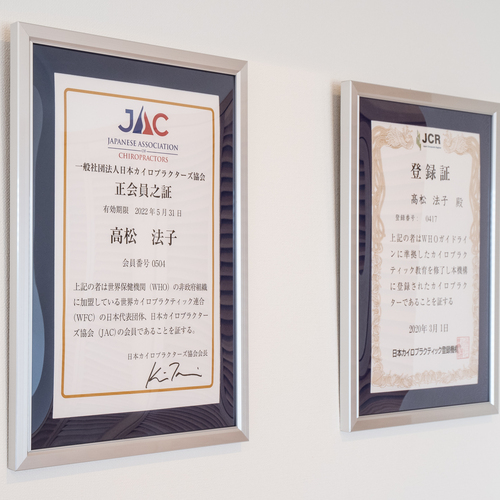 JAC
JAPANESE ASSOCIATION
OF
CHIROPRACTORS
一般社団法人日本カイロプラクターズ協会
正会員之証
有効期限 2022年5月31日
高松 法子
会員番号 0504
上記の者は世界保健機関（WHO）の非政府組織
に加盟している世界カイロプラクティック連合
（WFC）の日本代表団体、日本カイロプラクター
ズ協会（JAC）の会員であることを証する。
日本カイロプラクターズ協会会長
JCR
登録証
高松 法子 殿
登録番号 0417
上記の者はWHOガイドライ
ンに準拠したカイロプラク
ティック教育を修了し本機構
に登録されたカイロプラク
ターであることを証する
2020年3月1日
日本カイロプラクティック登録機構